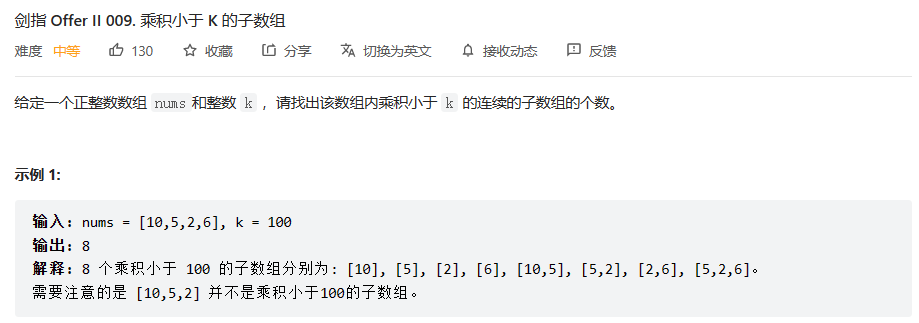 剑指 Offer II 009. 乘积小于 K 的子数组
难度 中等 130 收藏 分享 切换为英文 接收动态 反馈
给定一个正整数数组 nums和整数 k ，请找出该数组内乘积小于 k 的连续的子数组的个数。
示例 1:
输入: nums = [10,5,2,6], k = 100
输出: 8
解释: 8 个乘积小于 100 的子数组分别为: [10], [5], [2], [6], [10,5], [5,2], [2,6], [5,2,6]。
需要注意的是 [10,5,2] 并不是乘积小于100的子数组。